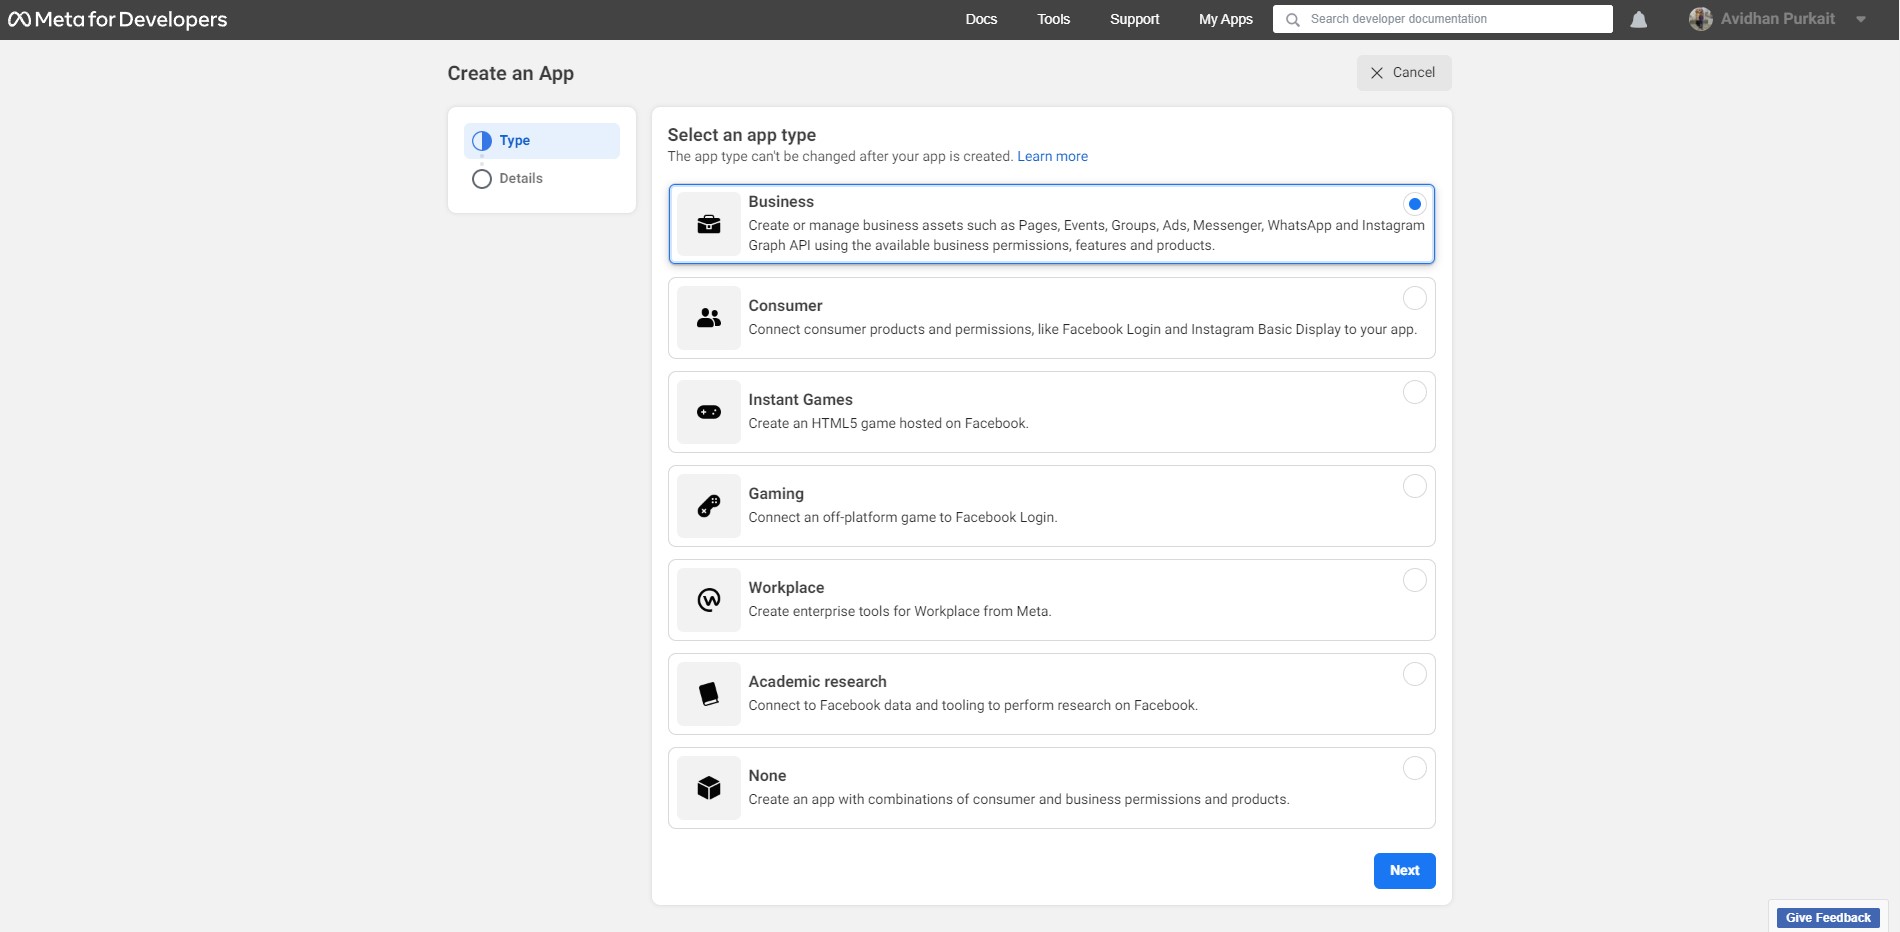 Meta for Developers
Docs
Tools
Support
My Apps
Search developer documentation
Avidhan Purkait
Create an App
Cancel
Type
Details
Select an app type
The app type can't be changed after your app is created. Learn more
Business
Create or manage business assets such as Pages, Events, Groups, Ads, Messenger, WhatsApp and Instagram
Graph API using the available business permissions, features and products.
Consumer
Connect consumer products and permissions, like Facebook Login and Instagram Basic Display to your app.
Instant Games
Create an HTML5 game hosted on Facebook.
Gaming
Connect an off-platform game to Facebook Login.
Workplace
Create enterprise tools for Workplace from Meta.
Academic research
Connect to Facebook data and tooling to perform research on Facebook.
None
Create an app with combinations of consumer and business permissions and products.
Next
Give Feedback